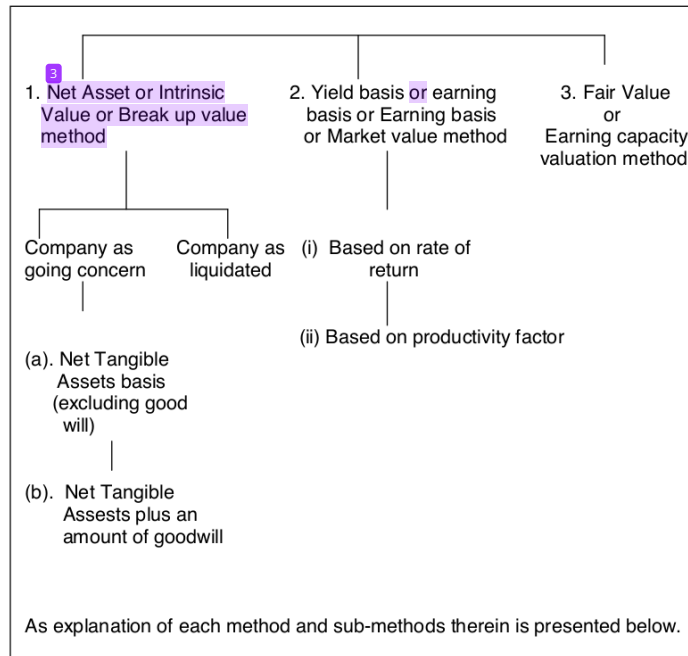 3
1. Net Asset or Intrinsic
Value or Break up value
method
2. Yield basis or earning
basis or Earning basis
or Market value method
3. Fair Value
or
Earning capacity
valuation method
Company as
going concern
Company as
liquidated
(i) Based on rate of
return
(ii) Based on productivity factor
(a). Net Tangible
Assets basis
(excluding good
will)
(b). Net Tangible
Assests plus an
amount of goodwill
As explanation of each method and sub-methods therein is presented below.